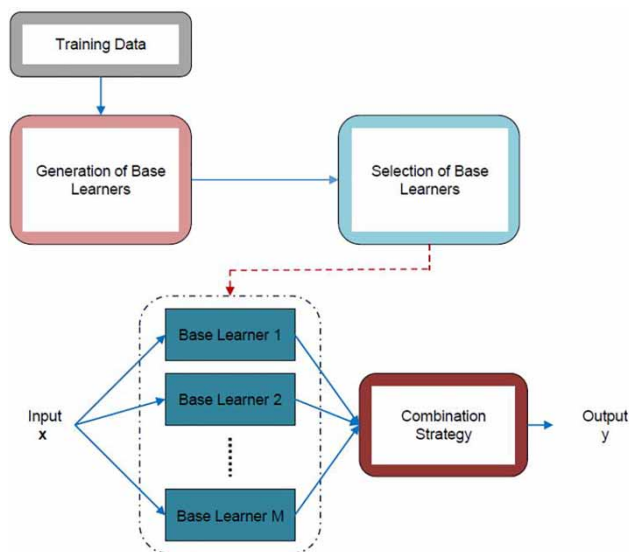 Training Data
Generation of Base
Learners
Selection of Base
Learners
Base Learner 1
Base Learner 2
Base Learner M
Input
x
Combination
Strategy
Output
y